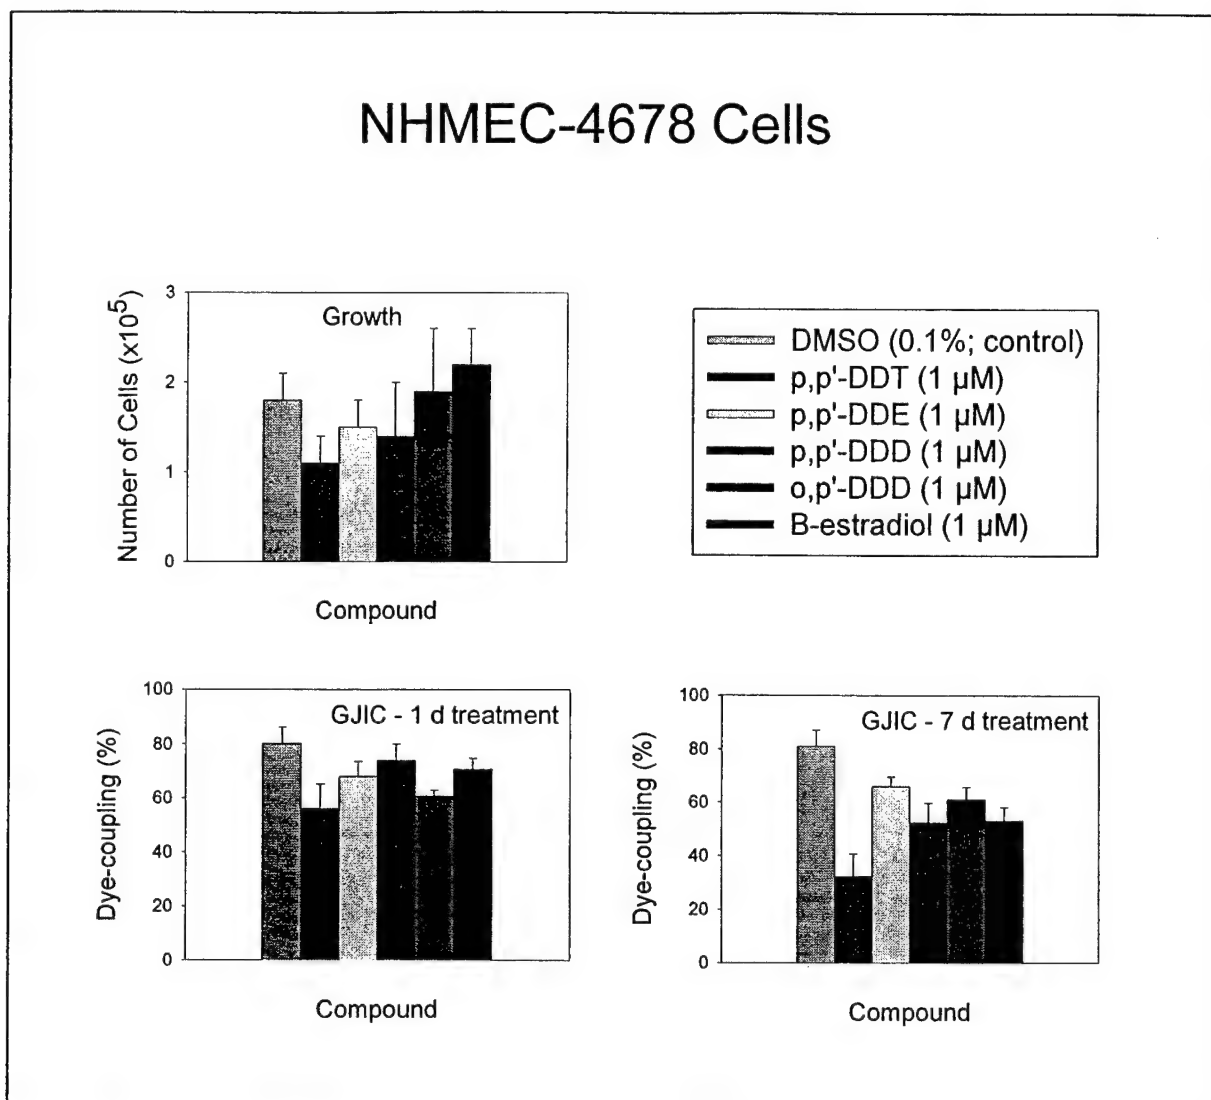 NHMEC-4678 Cells
Growth
Number of Cells (x10^5)
3
2
1
0
Compound
DMSO (0.1%; control)
p,p'-DDT (1 µM)
p,p'-DDE (1 µM)
p,p'-DDD (1 µM)
o,p'-DDD (1 µM)
B-estradiol (1 µM)
GJIC - 1 d treatment
Dye-coupling (%)
100
80
60
40
20
0
Compound
GJIC - 7 d treatment
Dye-coupling (%)
100
80
60
40
20
0
Compound